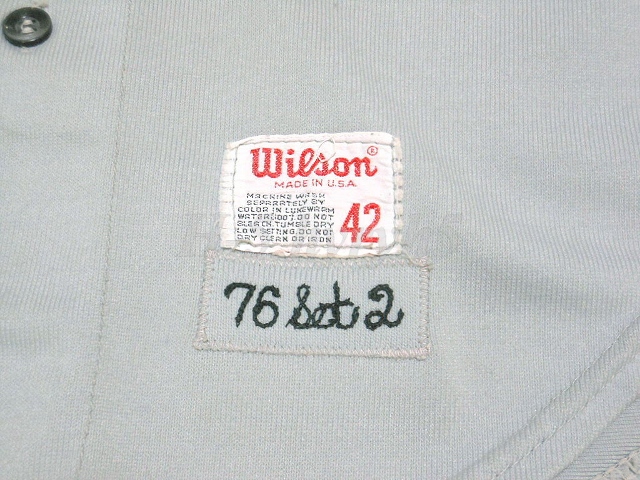 Wilson®
MADE IN U.S.A.
MACHINE WASH
SEPARATELY BY
COLOR IN LUKEWARM
WATER(100°). DO NOT
BLEACH. TUMBLE DRY
LOW SETTING. DO NOT
DRY CLEAN OR IRON
42
76 Set 2